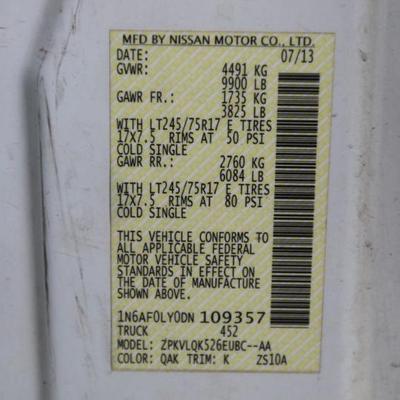 MFD BY NISSAN MOTOR CO., LTD.
DATE: 07/13
GVWR: 4491 KG
9900 LB
GAWR FR.: 1735 KG
3825 LB
WITH LT245/75R17 E TIRES
17X7.5 RIMS AT 50 PSI
COLD SINGLE
GAWR RR.: 2760 KG
6084 LB
WITH LT245/75R17 E TIRES
17X7.5 RIMS AT 80 PSI
COLD SINGLE
THIS VEHICLE CONFORMS TO
ALL APPLICABLE FEDERAL
MOTOR VEHICLE SAFETY
STANDARDS IN EFFECT ON
THE DATE OF MANUFACTURE
SHOWN ABOVE.
1N6AF0LY0DN 109357
TRUCK 452
MODEL: ZPKVLQK526EUBC--AA
COLOR: QAK TRIM: K ZS10A